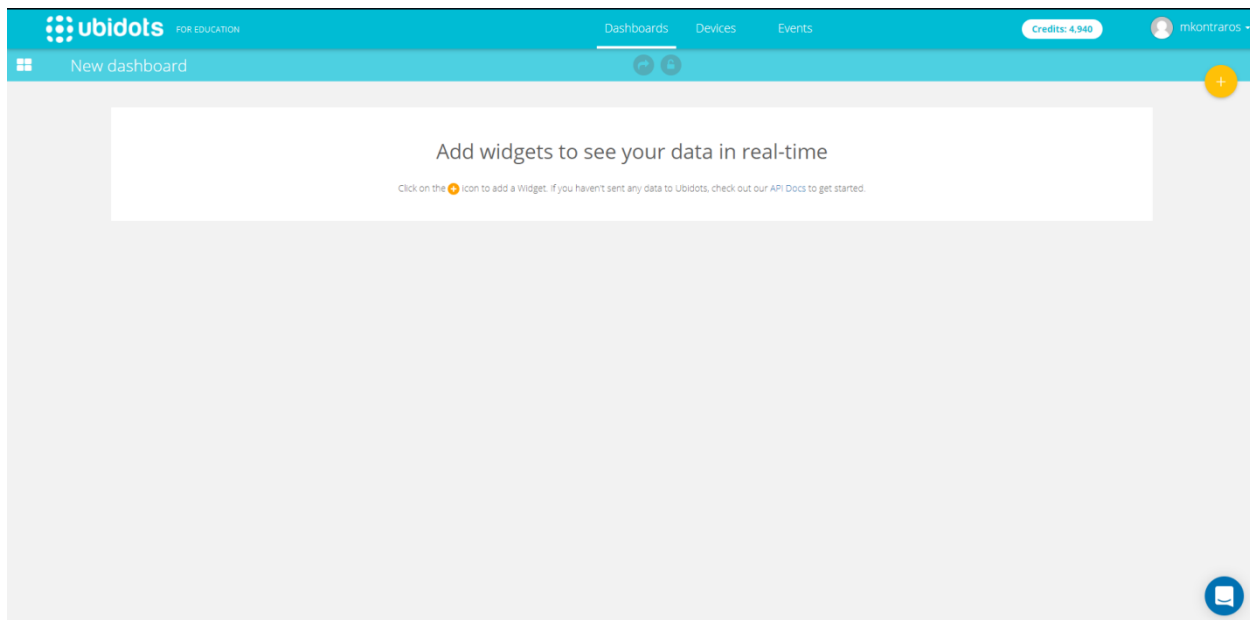 ubidots FOR EDUCATION Dashboards Devices Events Credits: 4,940 mkontraros
New dashboard
Add widgets to see your data in real-time
Click on the + icon to add a Widget. If you haven't sent any data to Ubidots, check out our API Docs to get started.